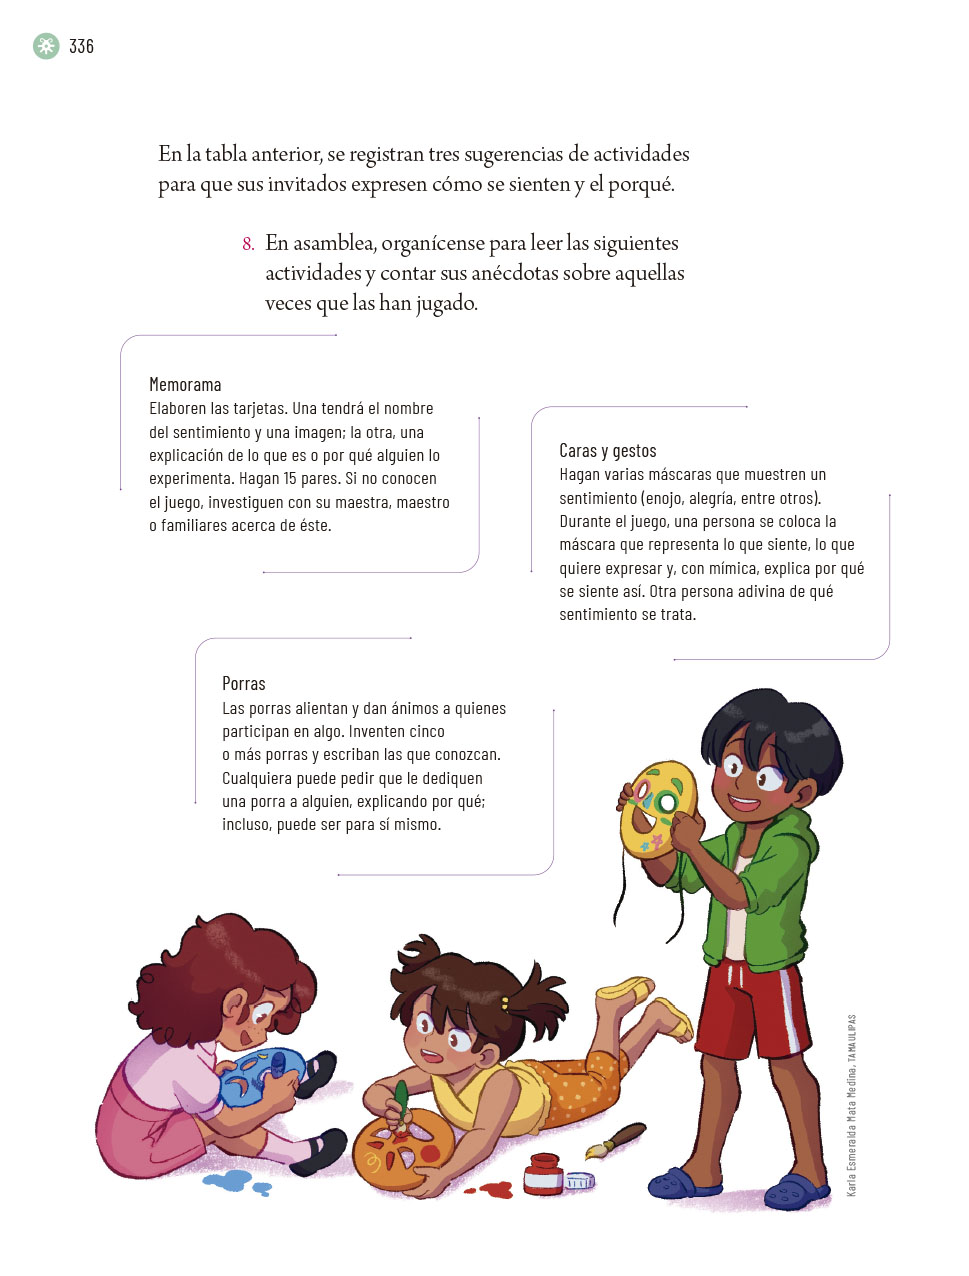 336
En la tabla anterior, se registran tres sugerencias de actividades
para que sus invitados expresen cómo se sienten y el porqué.
8. En asamblea, organícense para leer las siguientes
actividades y contar sus anécdotas sobre aquellas
veces que las han jugado.
Memorama
Elaboren las tarjetas. Una tendrá el nombre
del sentimiento y una imagen; la otra, una
explicación de lo que es o por qué alguien lo
experimenta. Hagan 15 pares. Si no conocen
el juego, investiguen con su maestra, maestro
o familiares acerca de éste.
Caras y gestos
Hagan varias máscaras que muestren un
sentimiento (enojo, alegría, entre otros).
Durante el juego, una persona se coloca la
máscara que representa lo que siente, lo que
quiere expresar y, con mímica, explica por qué
se siente así. Otra persona adivina de qué
sentimiento se trata.
Porras
Las porras alientan y dan ánimos a quienes
participan en algo. Inventen cinco
o más porras y escriban las que conozcan.
Cualquiera puede pedir que le dediquen
una porra a alguien, explicando por qué;
incluso, puede ser para sí mismo.
Karla Esmeralda Mata Medina, TAMAULIPAS